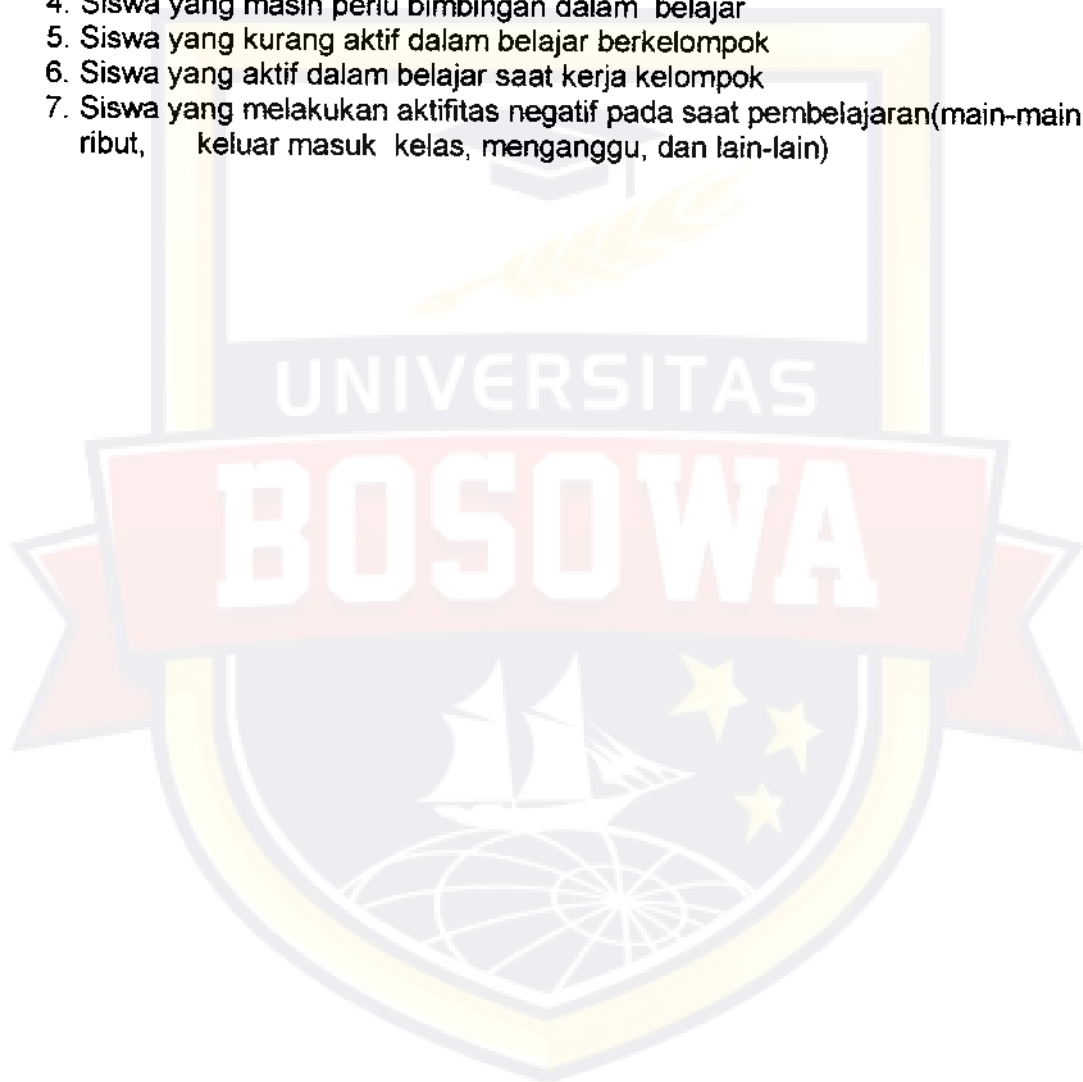 4. Siswa yang masih perlu bimbingan dalam belajar
5. Siswa yang kurang aktif dalam belajar berkelompok
6. Siswa yang aktif dalam belajar saat kerja kelompok
7. Siswa yang melakukan aktifitas negatif pada saat pembelajaran(main-main
ribut, keluar masuk kelas, menganggu, dan lain-lain)
UNIVERSITAS
BOSOWA